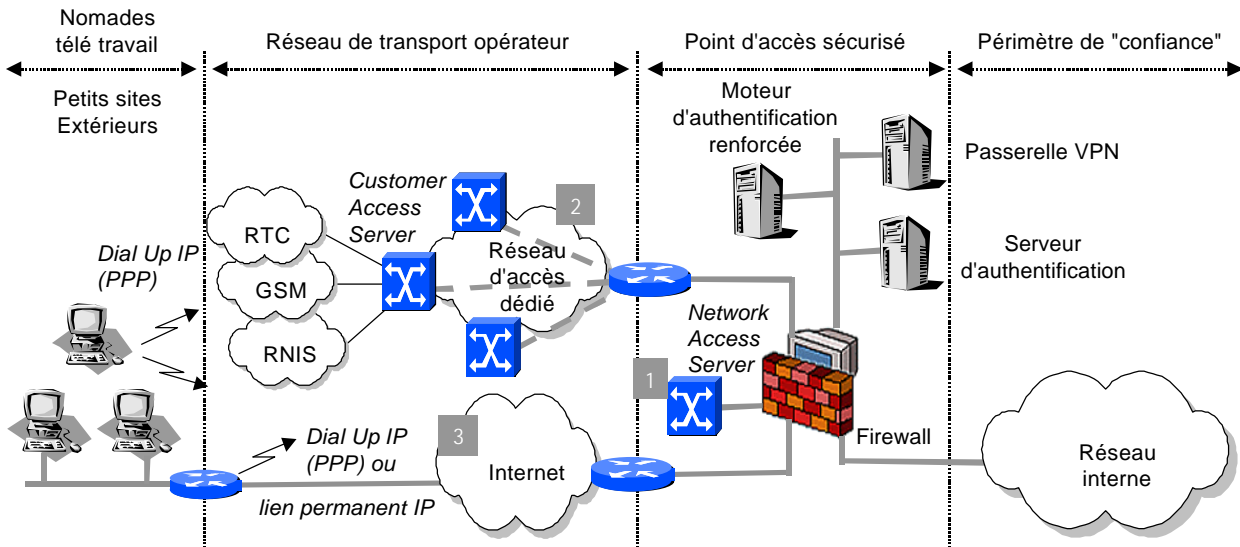 Nomades
télé travail
Réseau de transport opérateur
Point d'accès sécurisé
Périmètre de "confiance"
Petits sites
Extérieurs
Moteur
d'authentification
renforcée
Passerelle VPN
Customer
Access
Server
2
RTC
Réseau
d'accès
dédié
Serveur
d'authentification
Dial Up IP
(PPP)
GSM
RNIS
Network
Access
Server
1
Firewall
3
Dial Up IP
(PPP) ou
Internet
lien permanent IP
Réseau
interne